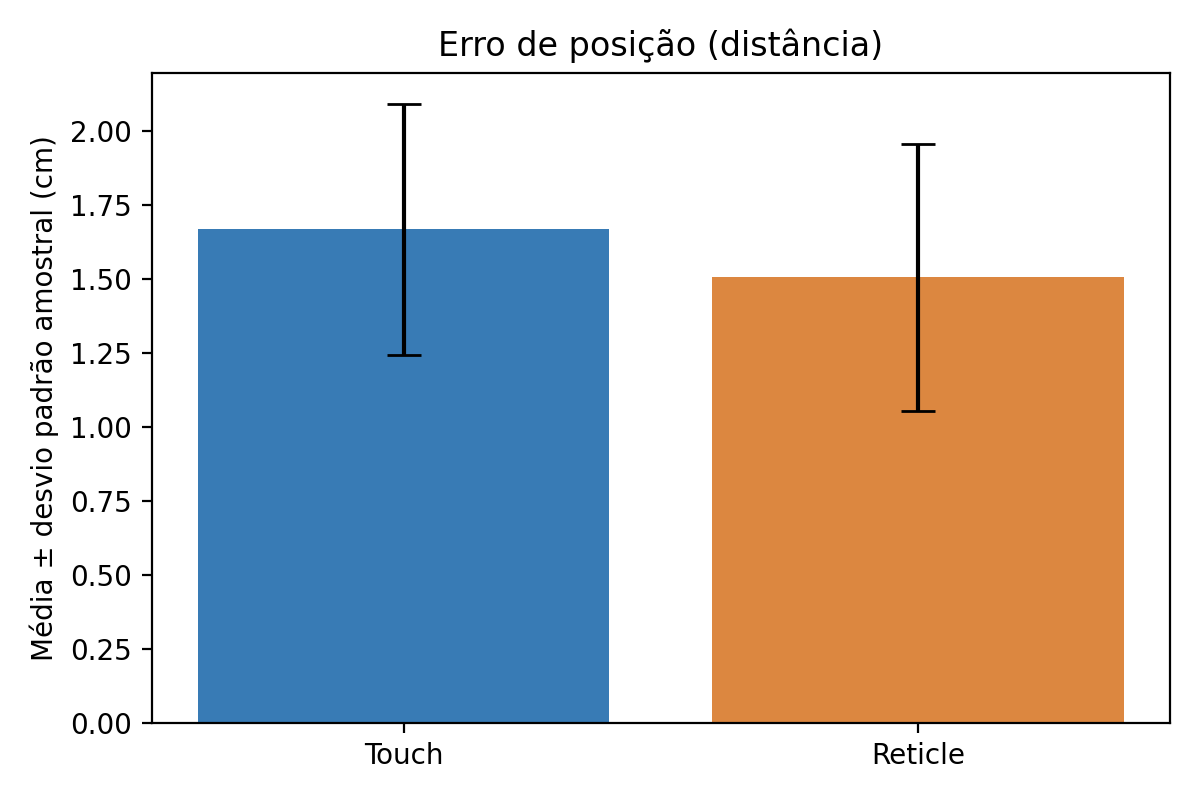 Erro de posição (distância)
Média ± desvio padrão amostral (cm)
2.00
1.75
1.50
1.25
1.00
0.75
0.50
0.25
0.00
Touch
Reticle